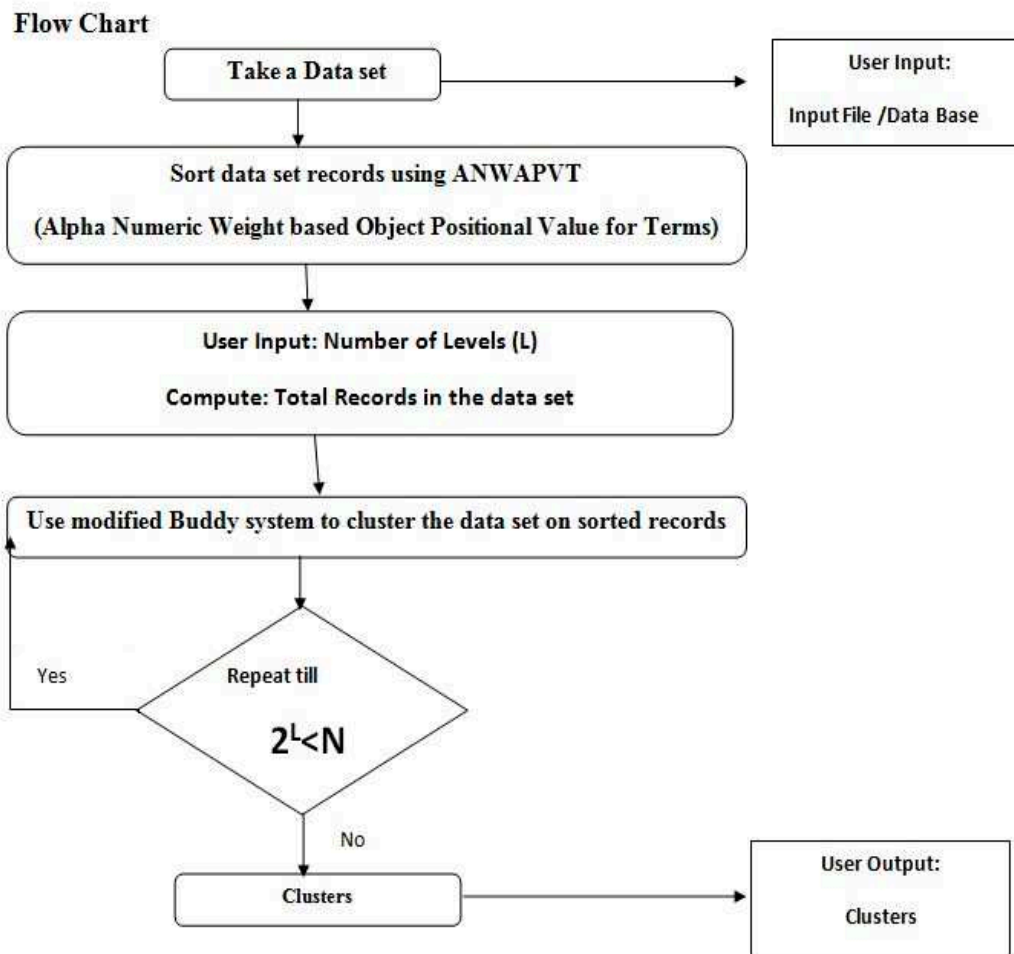 Flow Chart
Take a Data set
User Input:
Input File /Data Base
Sort data set records using ANWAPVT
(Alpha Numeric Weight based Object Positional Value for Terms)
User Input: Number of Levels (L)
Compute: Total Records in the data set
Use modified Buddy system to cluster the data set on sorted records
Yes
Repeat till
2^L<N
No
Clusters
User Output:
Clusters